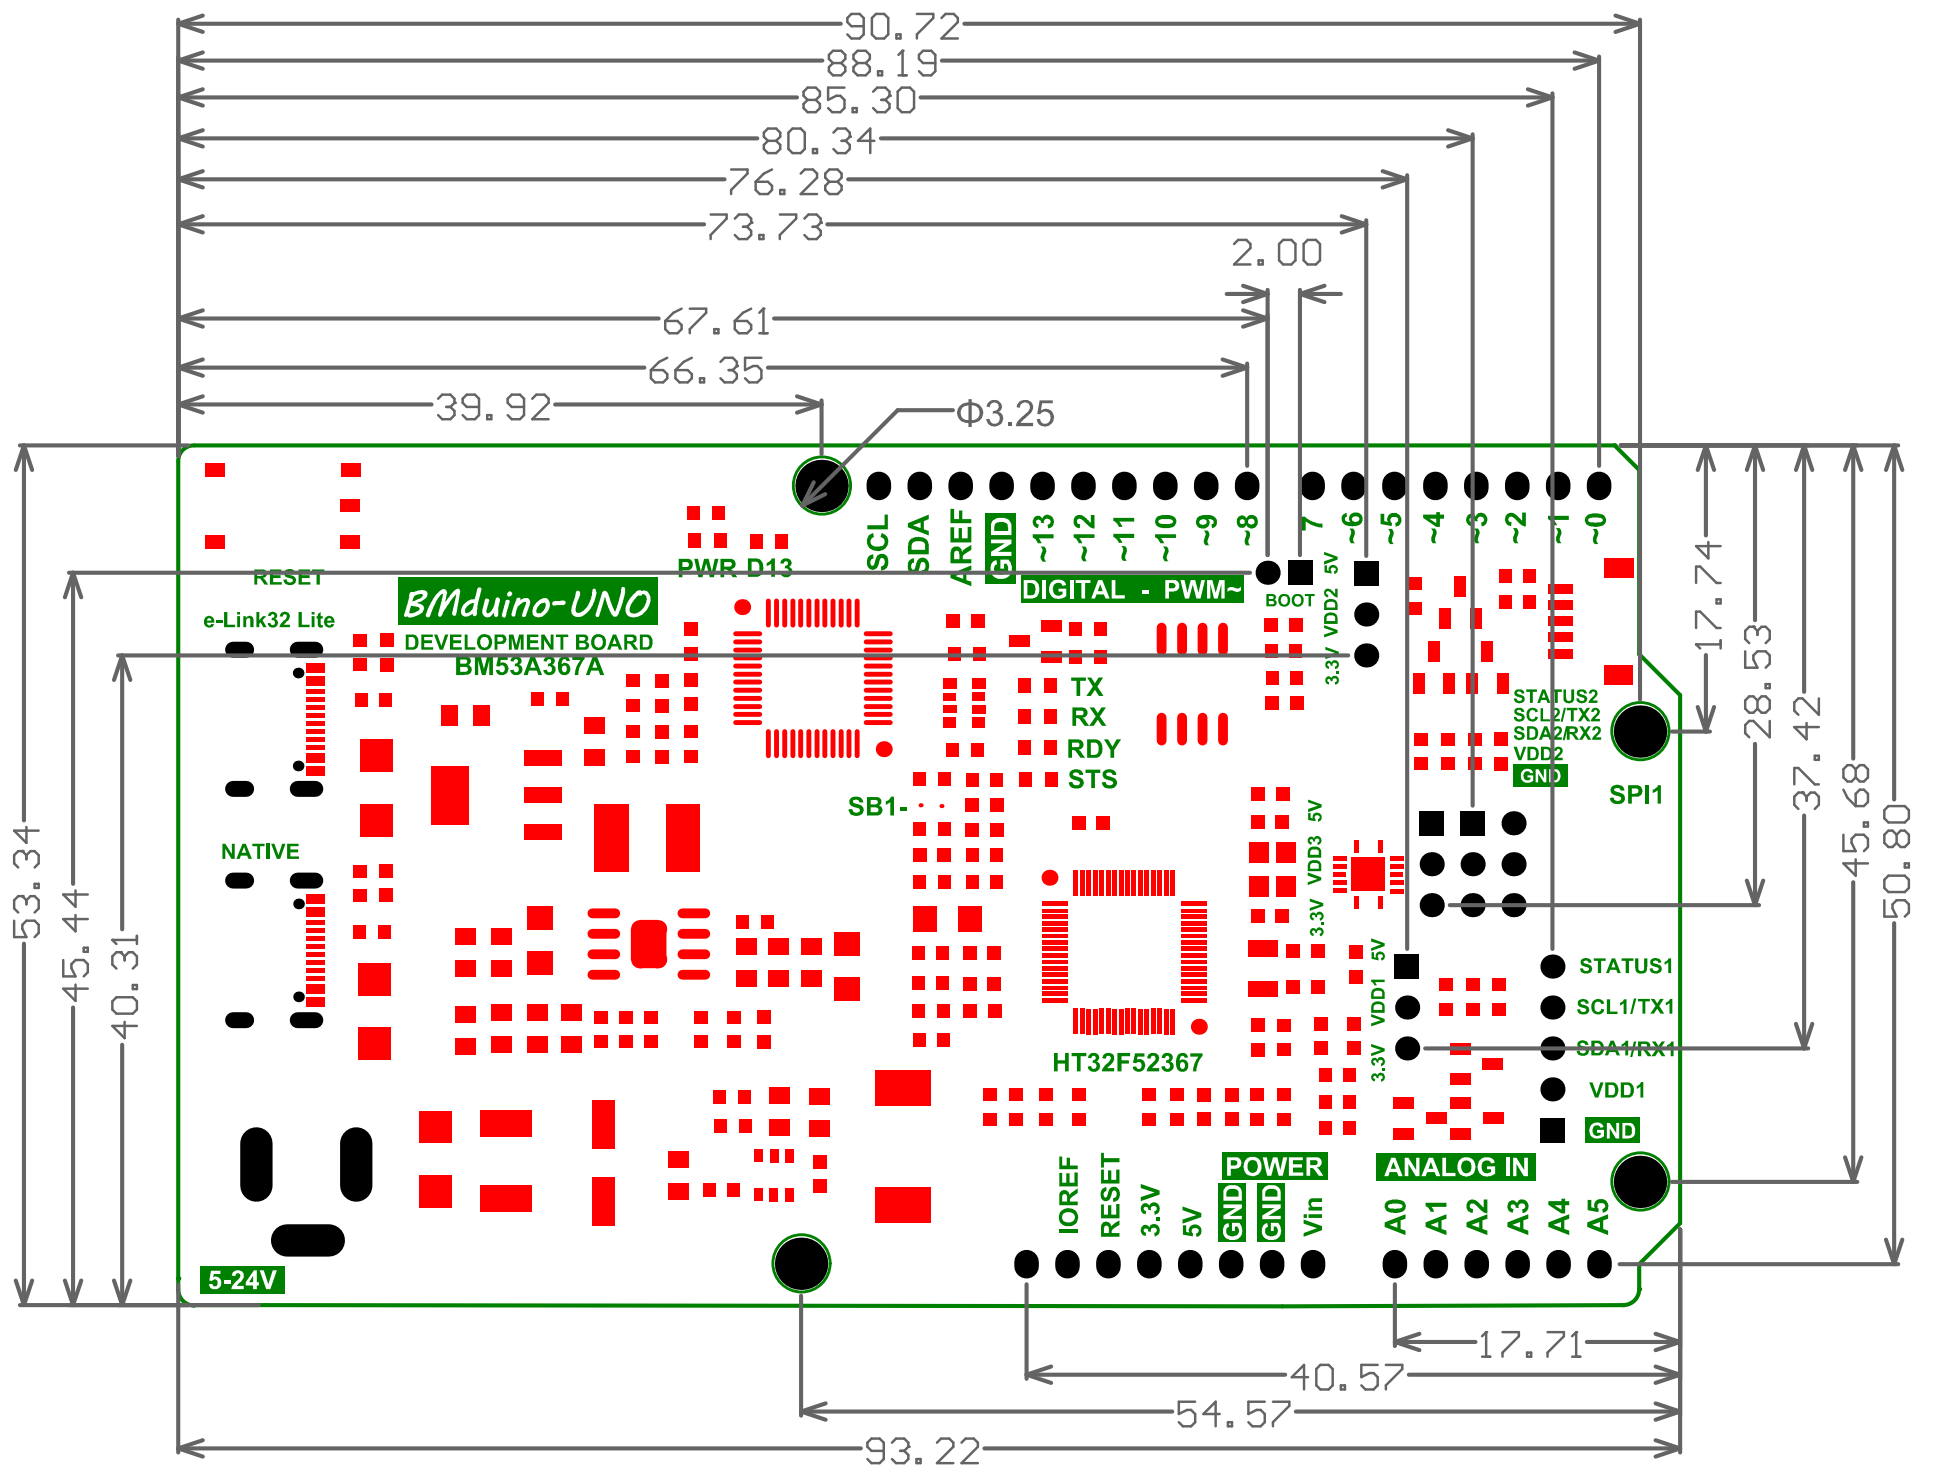 90.72
88.19
85.30
80.34
76.28
73.73
2.00
67.61
66.35
39.92
Φ3.25
SCL
SDA
AREF
GND
~13
~12
~11
~10
~9
~8
7
~6
~5
~4
~3
~2
~1
~0
DIGITAL - PWM~
PWR D13
RESET
e-Link32 Lite
BMduino-UNO
DEVELOPMENT BOARD
BM53A367A
BOOT
5V
VDD2
3.3V
TX
RX
RDY
STS
SB1-
STATUS2
SCL2/TX2
SDA2/RX2
VDD2
GND
SPI1
NATIVE
5V
VDD3
3.3V
5V
VDD1
3.3V
STATUS1
SCL1/TX1
SDA1/RX1
VDD1
GND
HT32F52367
POWER
ANALOG IN
IOREF
RESET
3.3V
5V
GND
GND
Vin
A0
A1
A2
A3
A4
A5
5-24V
53.34
45.44
40.31
17.74
28.53
37.42
45.68
50.80
17.71
40.57
54.57
93.22